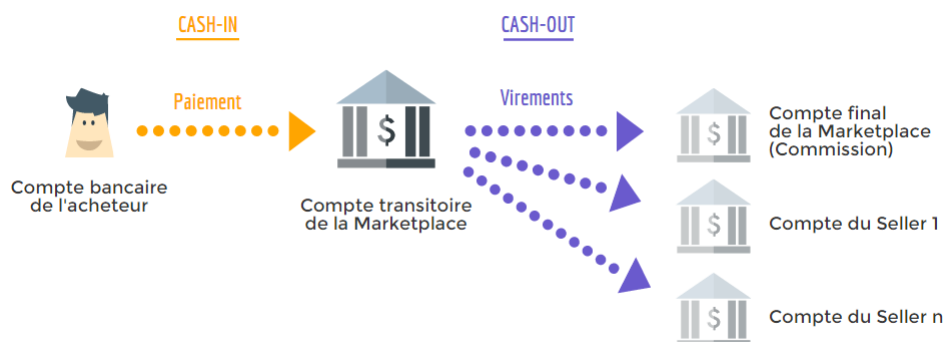 CASH-IN
CASH-OUT
Paiement
Virements
$
$
$
$
Compte bancaire
de l'acheteur
Compte transitoire
de la Marketplace
Compte final
de la Marketplace
(Commission)
Compte du Seller 1
Compte du Seller n